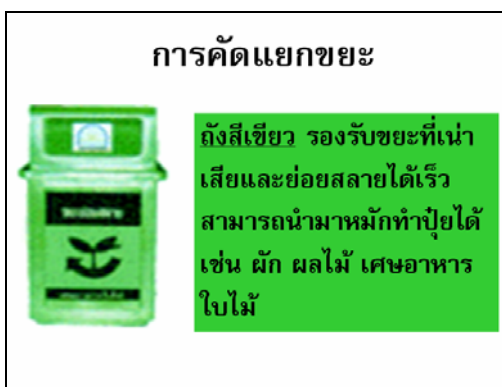 การคัดแยกขยะ
ถังสีเขียว รองรับขยะที่เน่า
เสียและย่อยสลายได้เร็ว
สามารถนำมาหมักทำปุ๋ยได้
เช่น ผัก ผลไม้ เศษอาหาร
ใบไม้